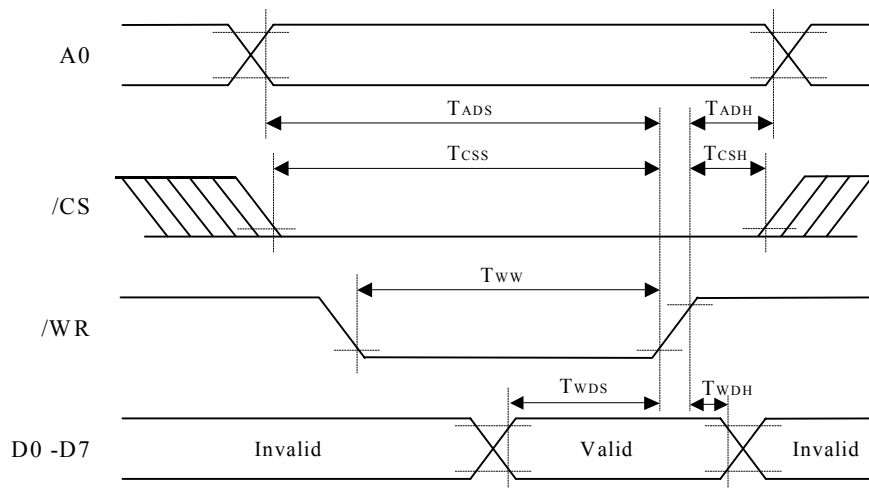 A0
TADS TADH
TCSS TCSH
/CS
TWW
/WR
TWDS TWDH
D0 -D7 Invalid Valid Invalid